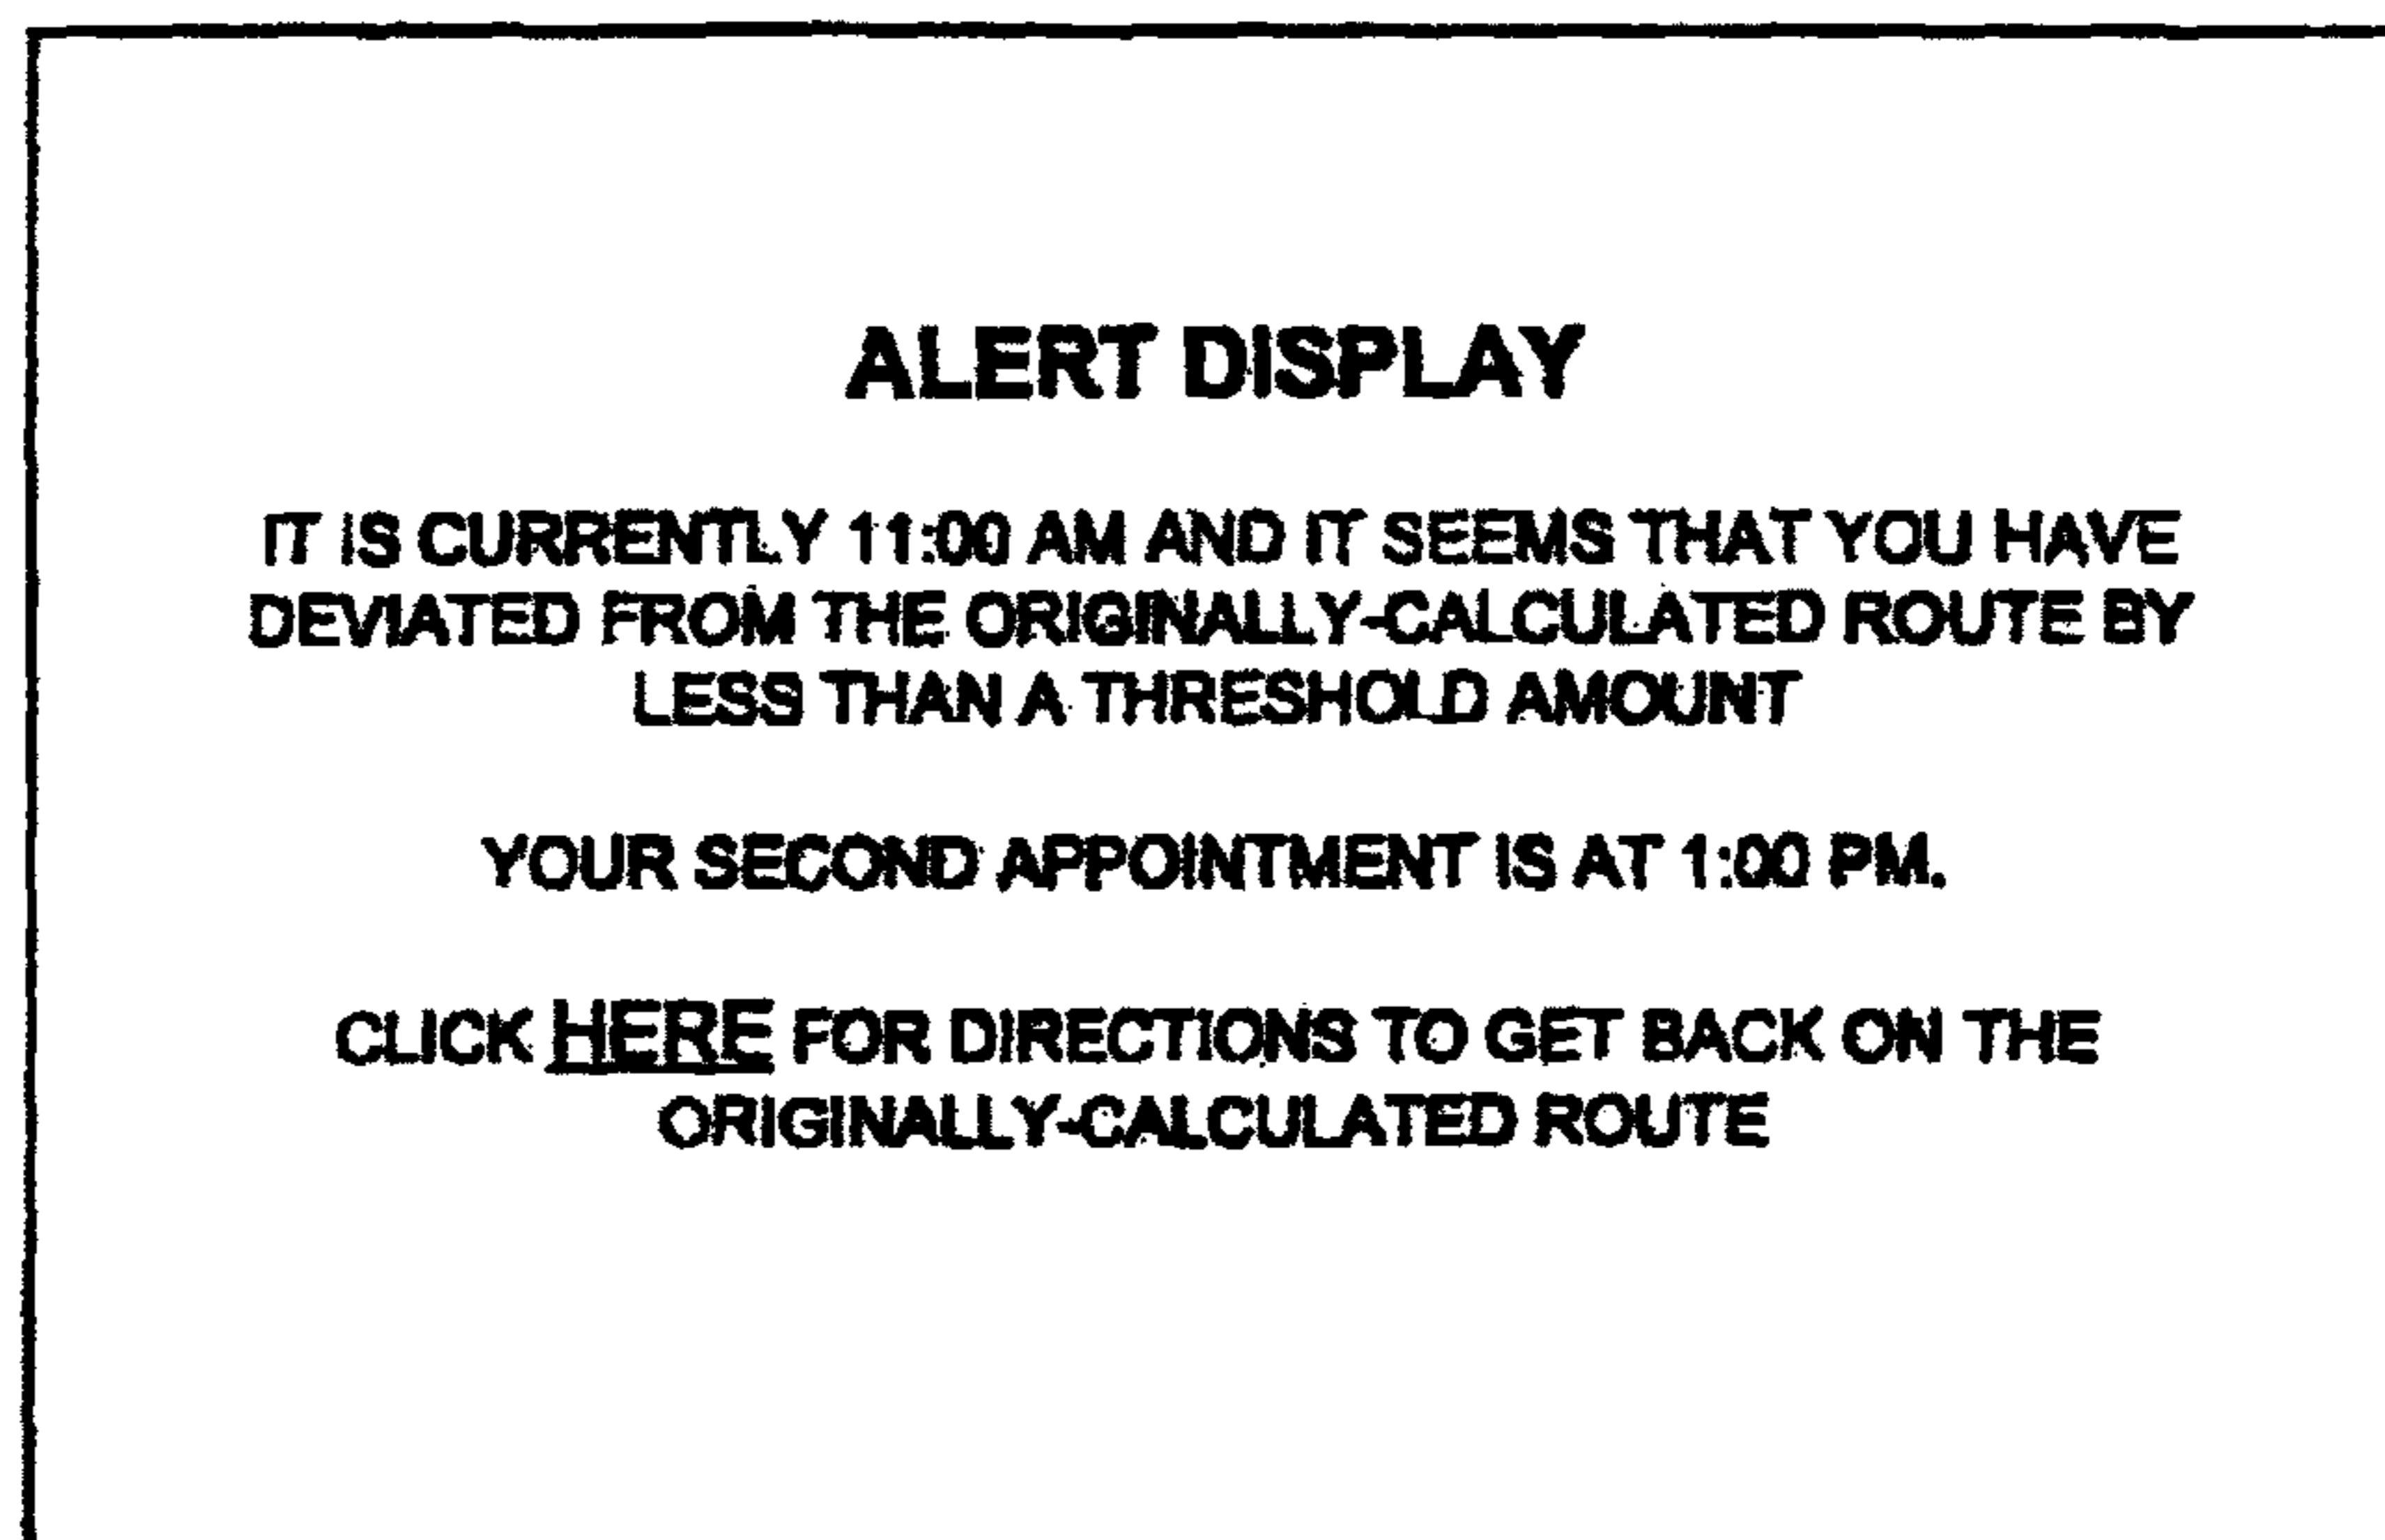 ALERT DISPLAY
IT IS CURRENTLY 11:00 AM AND IT SEEMS THAT YOU HAVE
DEVIATED FROM THE ORIGINALLY-CALCULATED ROUTE BY
LESS THAN A THRESHOLD AMOUNT
YOUR SECOND APPOINTMENT IS AT 1:00 PM.
CLICK HERE FOR DIRECTIONS TO GET BACK ON THE
ORIGINALLY-CALCULATED ROUTE